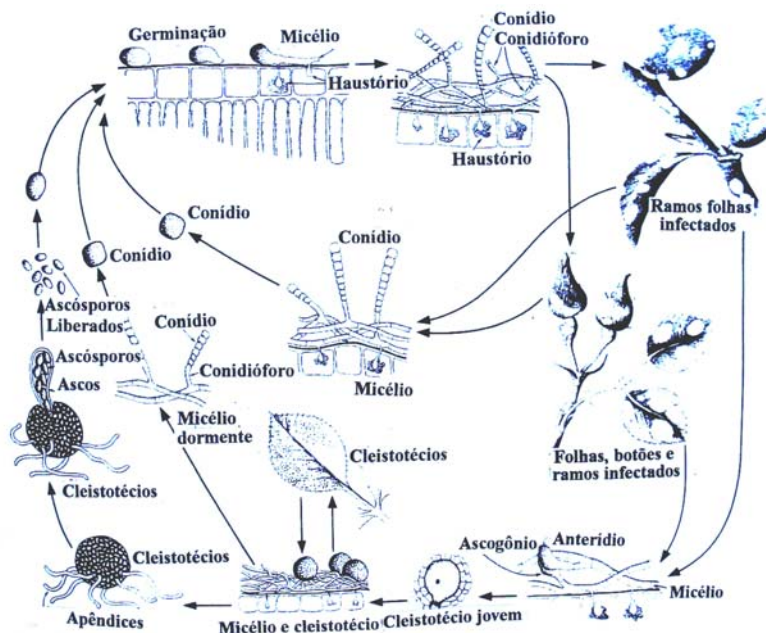 Germinação
Micélio
Haustório
Conídio
Conidióforo
Haustório
Ramos folhas
infectados
Conídio
Conídio
Conídio
Micélio
Ascósporos
Liberados
Ascósporos
Ascos
Cleistotécios
Conídio
Conidióforo
Micélio
dormente
Cleistotécios
Folhas, botões e
ramos infectados
Cleistotécios
Apêndices
Micélio e cleistotécio
Cleistotécio jovem
Ascogônio
Anterídio
Micélio